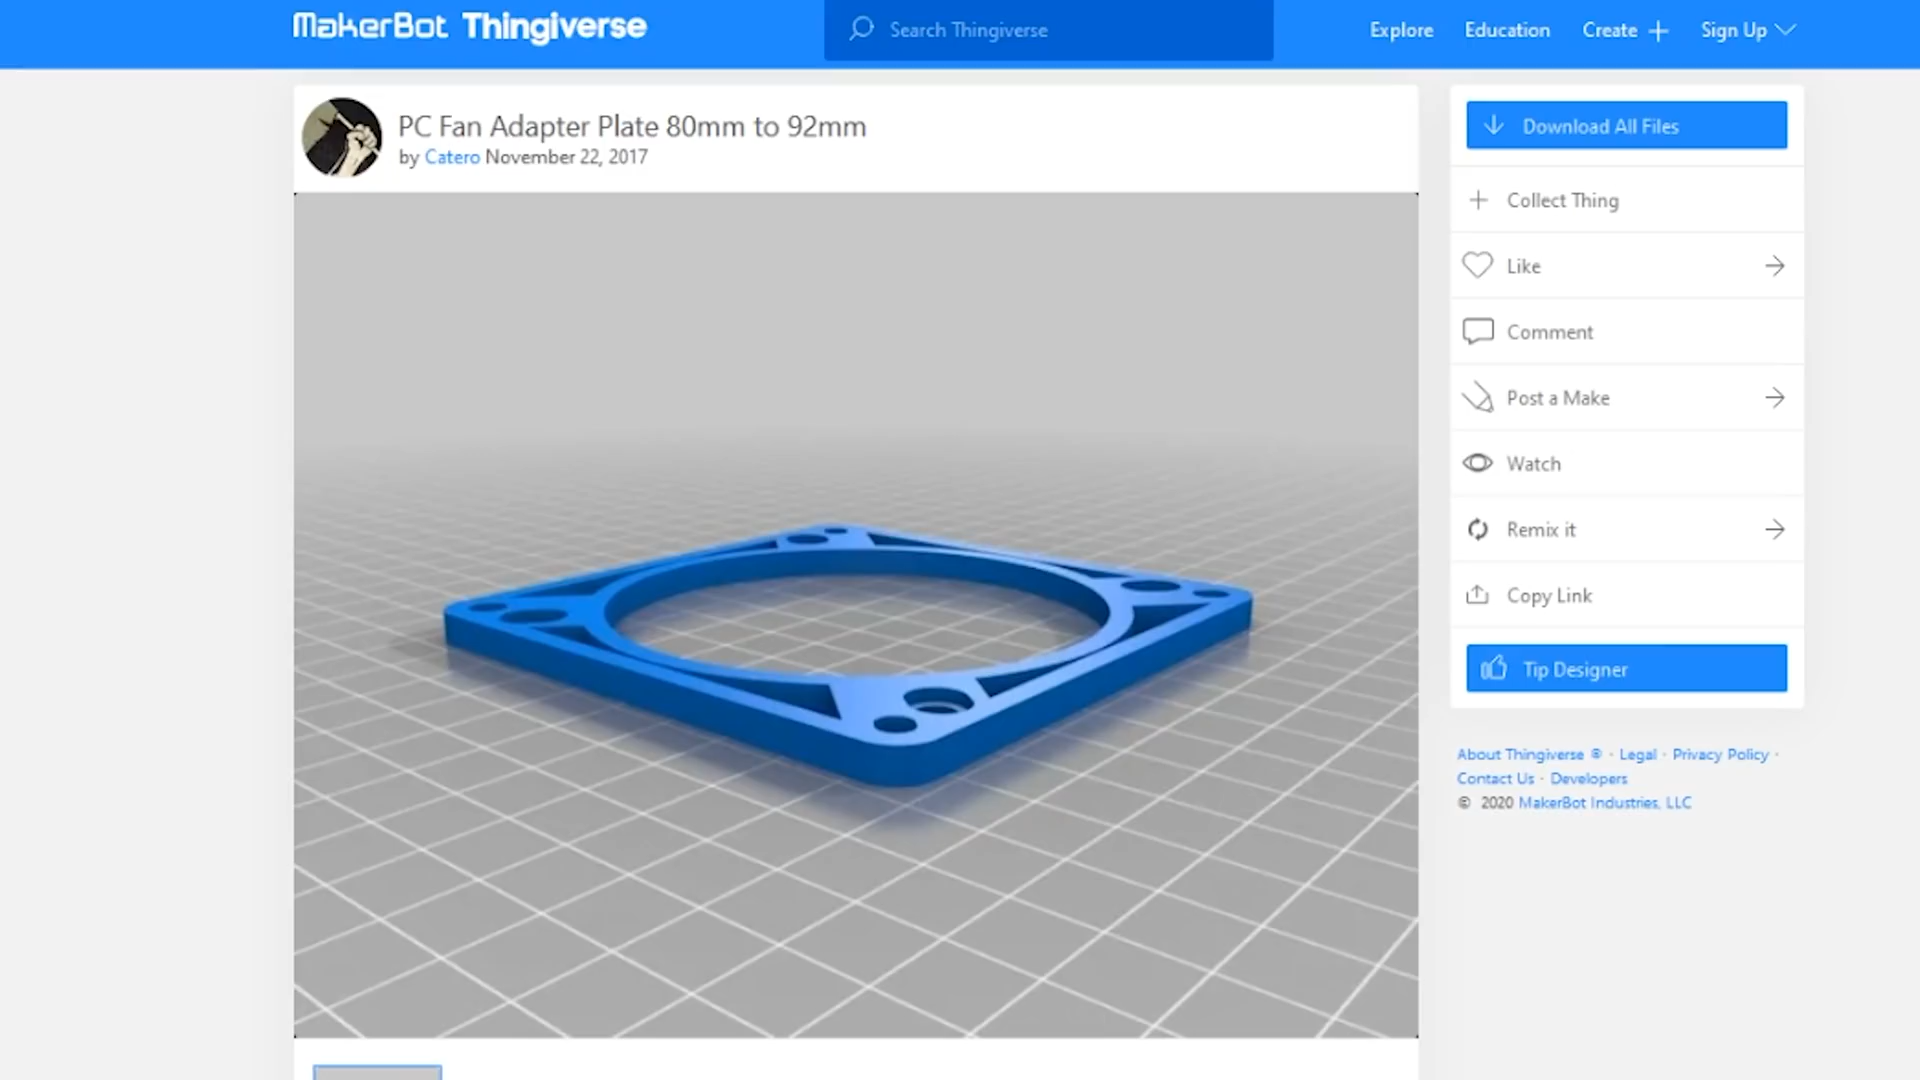 MakerBot Thingiverse
Search Thingiverse
Explore
Education
Create
Sign Up
PC Fan Adapter Plate 80mm to 92mm
by Catero November 22, 2017
Download All Files
Collect Thing
Like
Comment
Post a Make
Watch
Remix it
Copy Link
Tip Designer
About Thingiverse ® · Legal · Privacy Policy ·
Contact Us · Developers
© 2020 MakerBot Industries, LLC